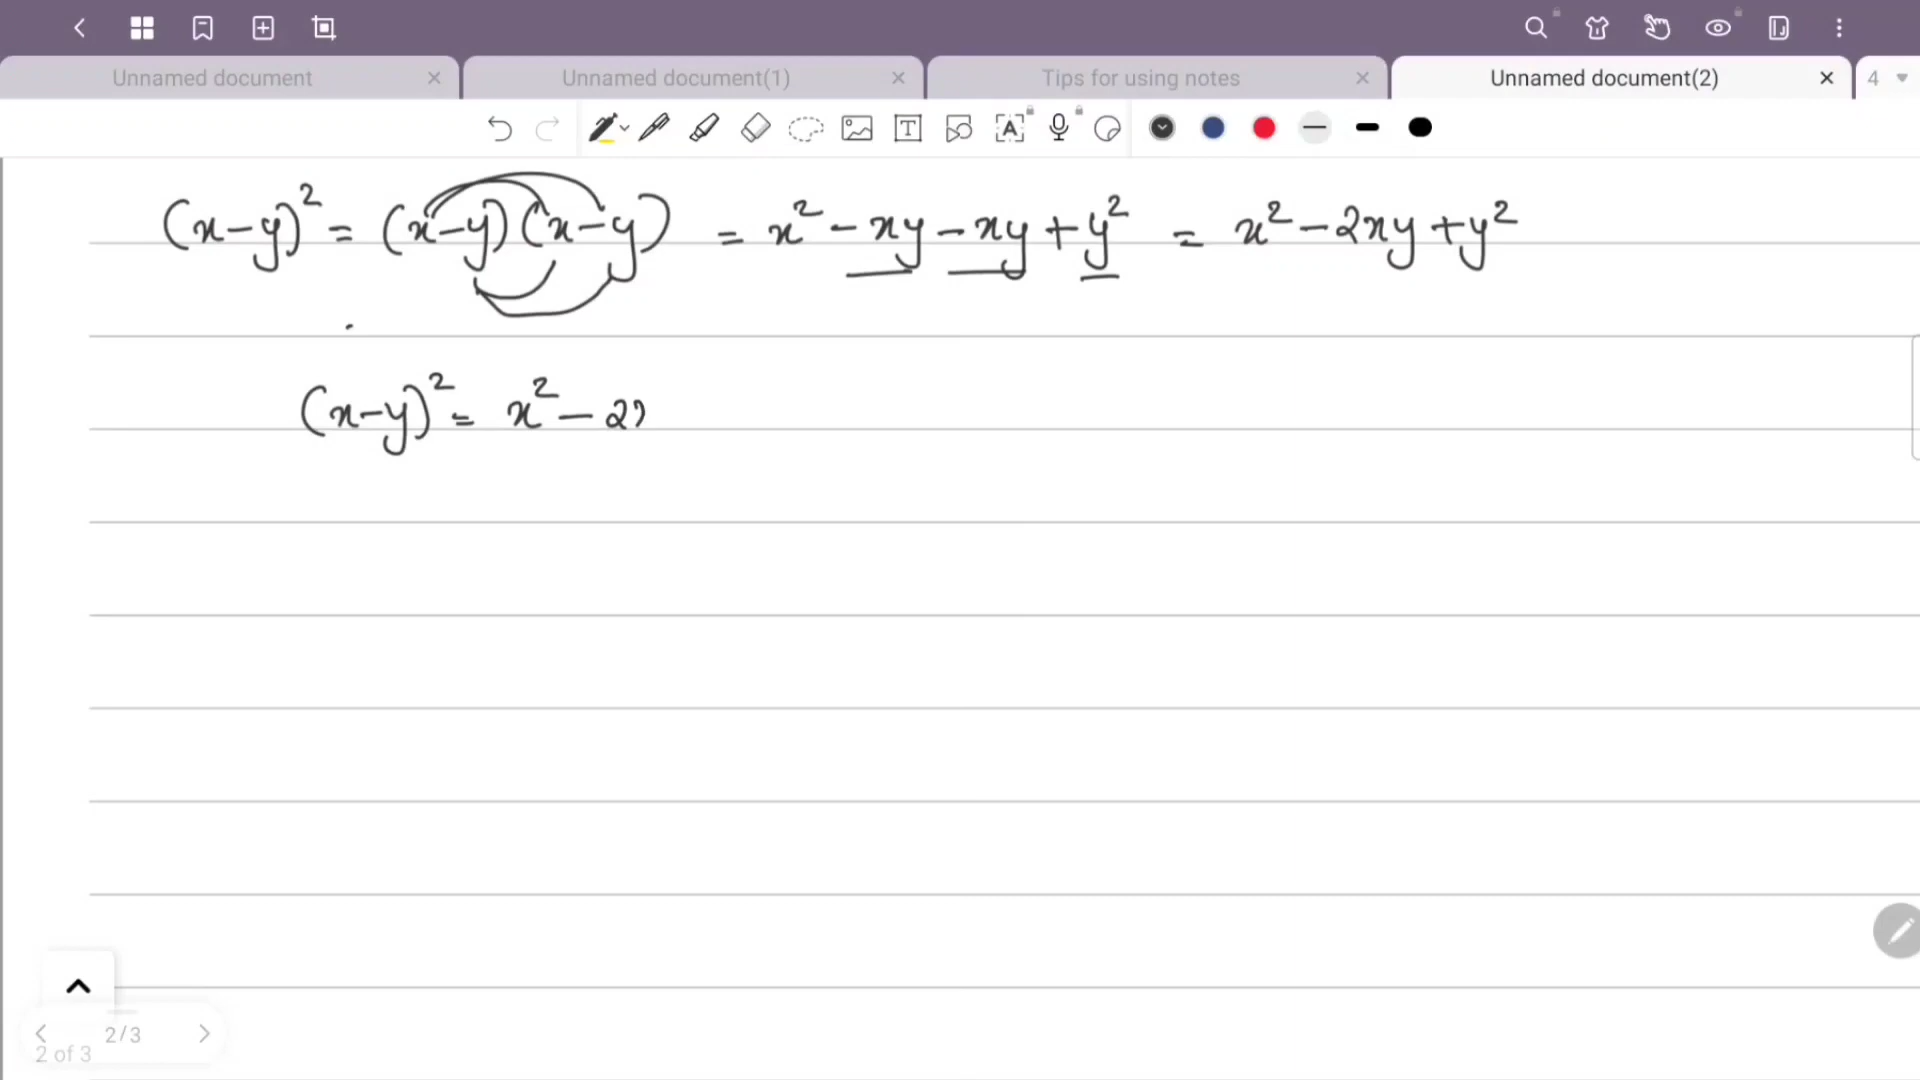 Unnamed document
Unnamed document(1)
Tips for using notes
Unnamed document(2)
4
(x-y)² = (x-y)(x-y) = x² - xy - xy + y² = x² - 2xy + y²
(x-y)² = x² - 2
2/3
2 of 3